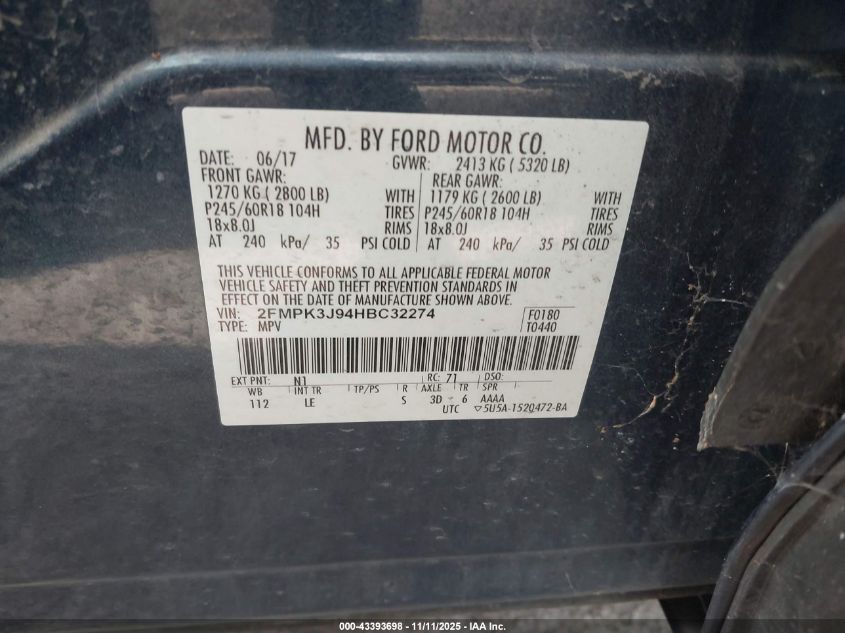 MFD. BY FORD MOTOR CO.
DATE: 06/17 GVWR: 2413 KG ( 5320 LB)
FRONT GAWR: REAR GAWR:
1270 KG ( 2800 LB) WITH 1179 KG ( 2600 LB) WITH
P245/60R18 104H TIRES P245/60R18 104H TIRES
18x8.0J RIMS 18x8.0J RIMS
AT 240 kPa/ 35 PSI COLD AT 240 kPa/ 35 PSI COLD
THIS VEHICLE CONFORMS TO ALL APPLICABLE FEDERAL MOTOR
VEHICLE SAFETY AND THEFT PREVENTION STANDARDS IN
EFFECT ON THE DATE OF MANUFACTURE SHOWN ABOVE.
VIN: 2FMPK3J94HBC32274 F0180
TYPE: MPV T0440
EXT PNT: N1 RC: 71 DSO:
WB INT TR TP/PS R AXLE TR SPR
112 LE S 3D 6 AAAA
UTC ▽5U5A-1520472-BA
000-43393698 - 11/11/2025 - IAA Inc.